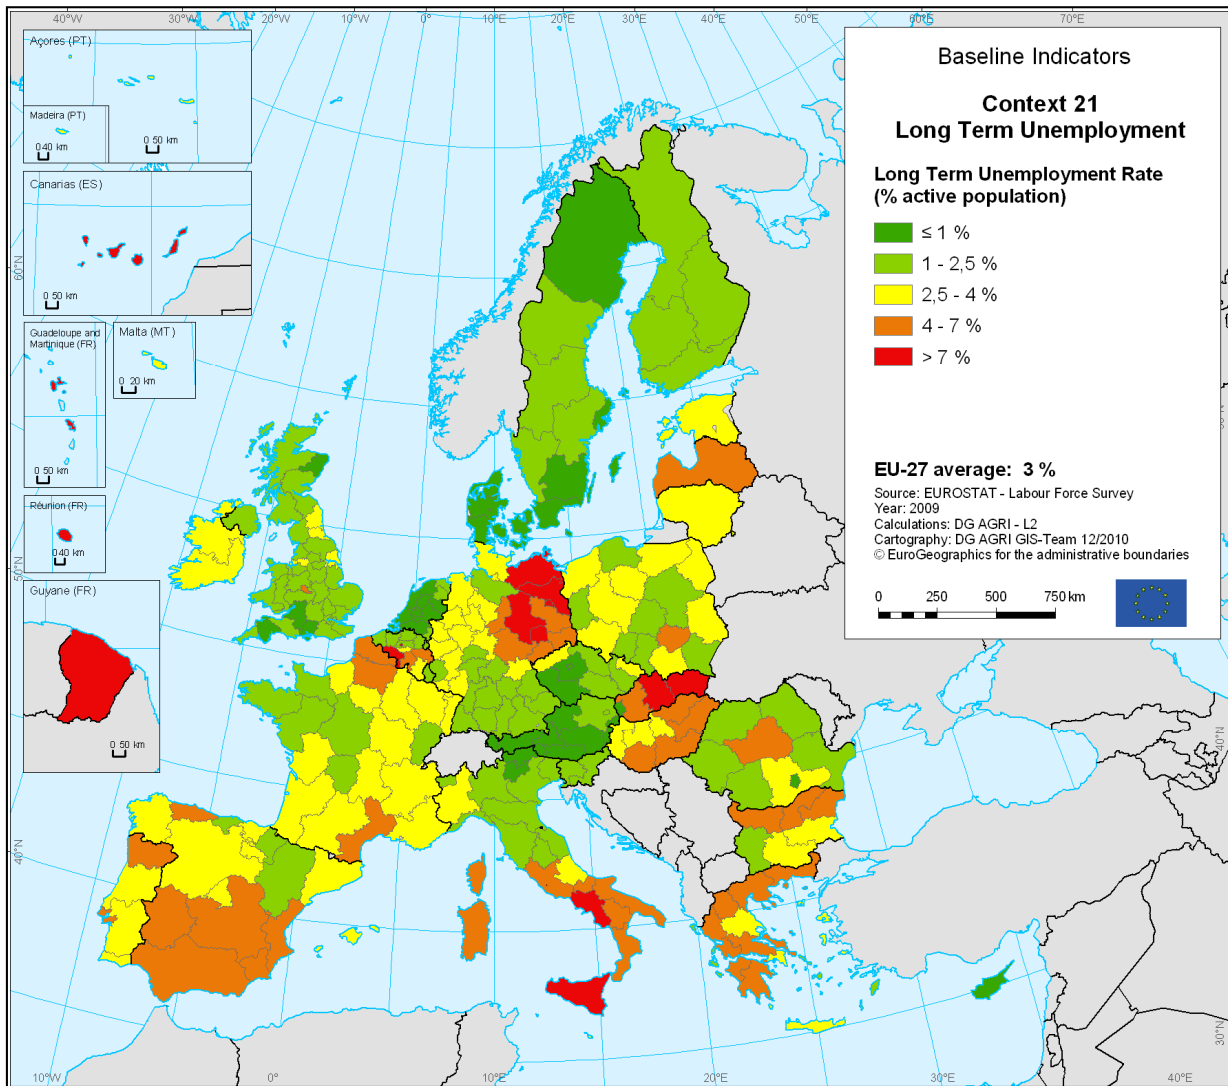 40°W
30°W
20°W
10°W
0°
10°E
20°E
30°E
40°E
50°E
60°E
70°E
Açores (PT)
Madeira (PT)
0 40 km
0 50 km
Canarias (ES)
0 50 km
Guadeloupe and
Martinique (FR)
0 50 km
Malta (MT)
0 20 km
Réunion (FR)
0 40 km
Guyane (FR)
0 50 km
60°N
50°N
40°N
Baseline Indicators
Context 21
Long Term Unemployment
Long Term Unemployment Rate
(% active population)
≤ 1 %
1 - 2,5 %
2,5 - 4 %
4 - 7 %
> 7 %
EU-27 average: 3 %
Source: EUROSTAT - Labour Force Survey
Year: 2009
Calculations: DG AGRI - L2
Cartography: DG AGRI GIS-Team 12/2010
© EuroGeographics for the administrative boundaries
0 250 500 750 km
40°N
30°N
10°W
0°
10°E
20°E
30°E
40°E